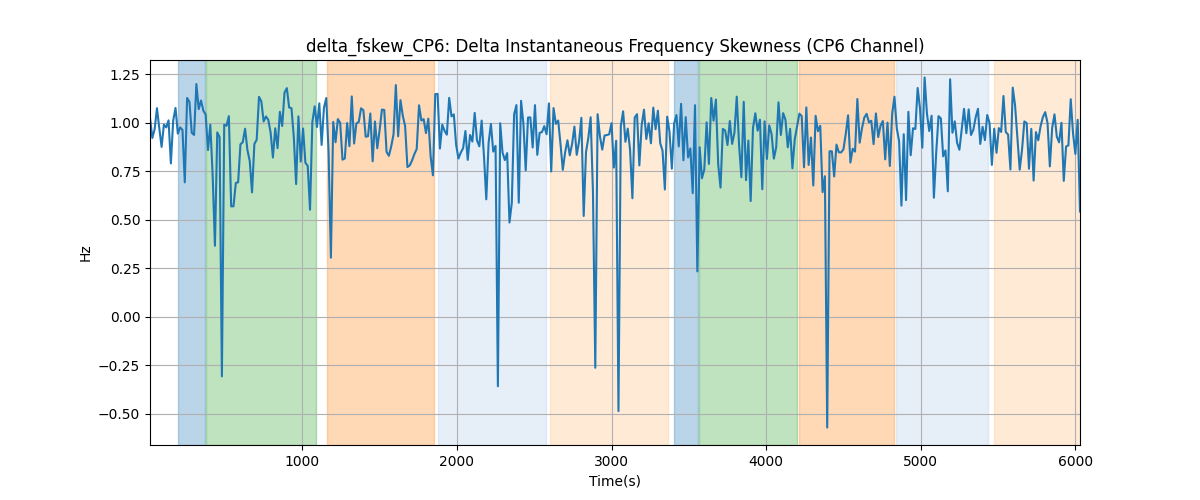 delta_fskew_CP6: Delta Instantaneous Frequency Skewness (CP6 Channel)
1.25
1.00
0.75
0.50
0.25
0.00
−0.25
−0.50
Hz
1000 2000 3000 4000 5000 6000
Time(s)